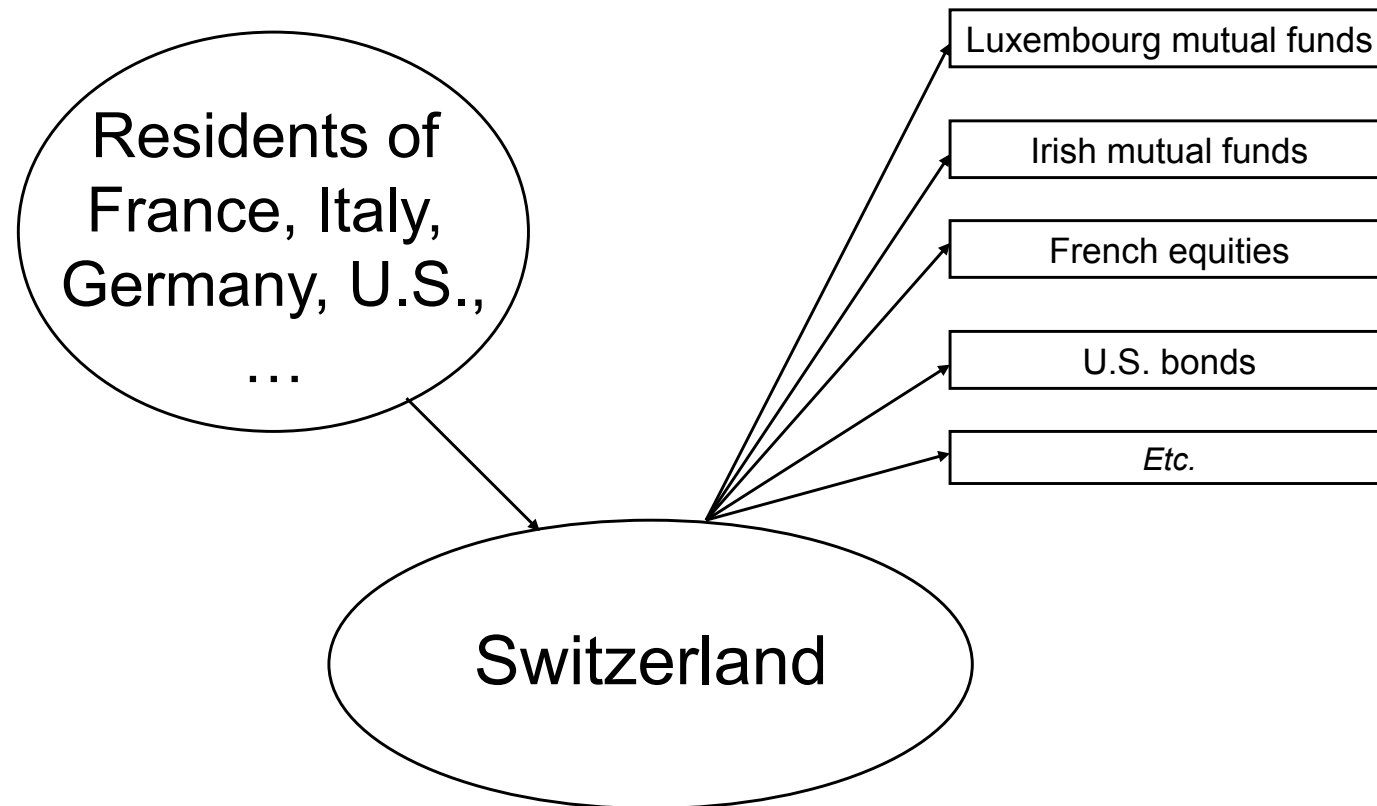 Residents of
France, Italy,
Germany, U.S.,
…
Luxembourg mutual funds
Irish mutual funds
French equities
U.S. bonds
Etc.
Switzerland